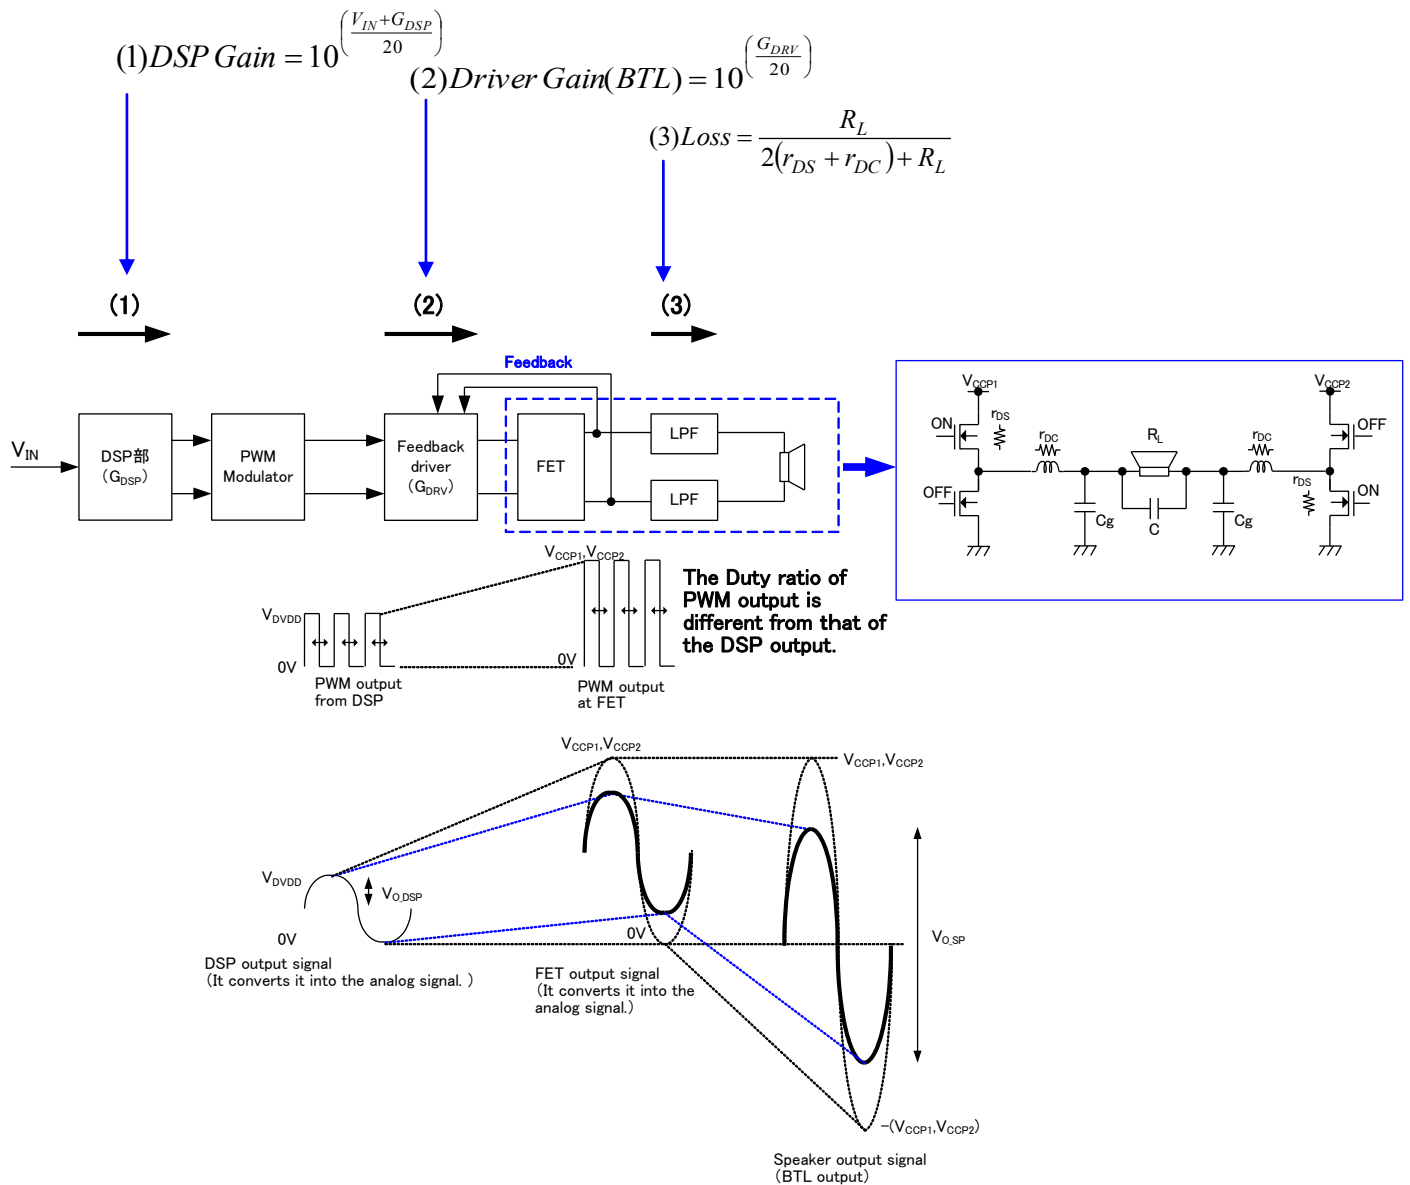 (1)DSP Gain = 10^((V_IN+G_DSP)/20)
(2)Driver Gain(BTL) = 10^(G_DRV/20)
(3)Loss = R_L / (2(r_DS + r_DC) + R_L)
(1)
(2)
(3)
Feedback
V_IN
DSP部
(G_DSP)
PWM
Modulator
Feedback
driver
(G_DRV)
FET
LPF
LPF
V_CCP1
V_CCP2
ON
r_DS
r_DC
R_L
r_DC
OFF
OFF
r_DS
ON
Cg
C
Cg
V_CCP1,V_CCP2
V_DVDD
0V
0V
PWM output
from DSP
PWM output
at FET
The Duty ratio of
PWM output is
different from that of
the DSP output.
V_CCP1,V_CCP2
V_CCP1,V_CCP2
V_DVDD
V_O_DSP
0V
0V
V_O_SP
DSP output signal
(It converts it into the analog signal. )
FET output signal
(It converts it into the
analog signal.)
-(V_CCP1,V_CCP2)
Speaker output signal
(BTL output)